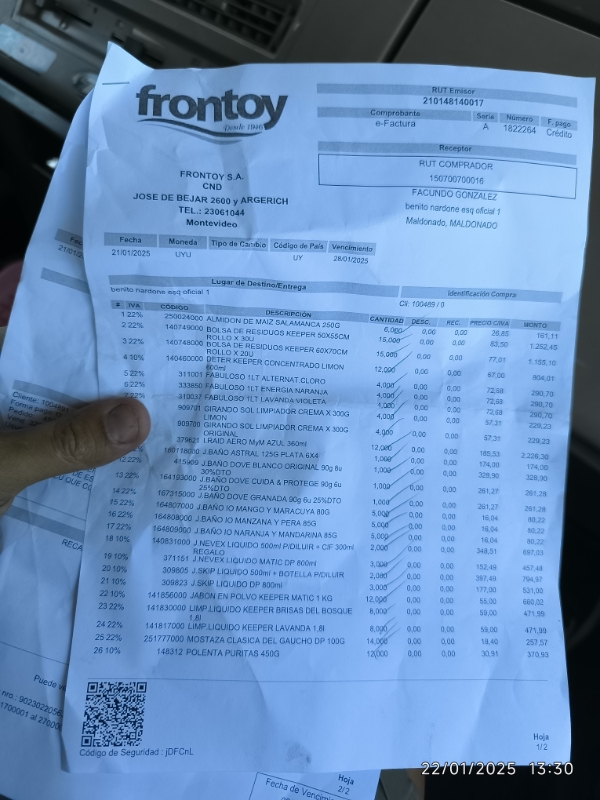 frontoy
Desde 1946
RUT Emisor
210148140017
Comprobante Serie Número F. pago
e-Factura A 1822264 Crédito
Receptor
RUT COMPRADOR
150700700016
FACUNDO GONZALEZ
benito nardone esq oficial 1
Maldonado, MALDONADO
FRONTOY S.A.
CND
JOSE DE BEJAR 2600 y ARGERICH
TEL.: 23061044
Montevideo
Fecha Moneda Tipo de Cambio Código de País Vencimiento
21/01/2025 UYU UY 28/01/2025
Lugar de Destino/Entrega Identificación Compra
benito nardone esq oficial 1 Cli: 100489 / 0
# IVA CÓDIGO DESCRIPCIÓN CANTIDAD DESC. REC. PRECIO C/IVA MONTO
1 22% 250024000 ALMIDON DE MAIZ SALAMANCA 250G 6,000 0,00 0,00 161,11
2 22% 140749000 BOLSA DE RESIDUOS KEEPER 50X55CM 15,000 0,00 0,00 83,50 1.252,45
ROLLO X 30U
3 22% 140748000 BOLSA DE RESIDUOS KEEPER 60X70CM 15,000 0,00 0,00 77,01 1.155,10
ROLLO X 20U
4 10% 140460000 DETER KEEPER CONCENTRADO LIMON 12,000 0,00 0,00 67,00 804,01
600ml
5 22% 311001 FABULOSO 1LT ALTERNAT.CLORO 4,000 0,00 0,00 72,68 290,70
6 22% 333850 FABULOSO 1LT ENERGIA NARANJA 4,000 0,00 0,00 72,68 290,70
310037 FABULOSO 1LT LAVANDA VIOLETA 4,000 0,00 0,00 72,68 290,70
909701 GIRANDO SOL LIMPIADOR CREMA X 300G 4,000 0,00 0,00 57,31 229,23
LIMON
909700 GIRANDO SOL LIMPIADOR CREMA X 300G 4,000 0,00 0,00 57,31 229,23
ORIGINAL
379621 I.RAID AERO MyM AZUL 360ml 12,000 0,00 0,00 185,53 2.226,30
J.BAÑO ASTRAL 125G PLATA 6X4 1,000 0,00 0,00 174,00 174,00
22% 415909 J.BAÑO DOVE BLANCO ORIGINAL 90g 6u 1,000 0,00 0,00 328,00
30%DTO
22% 164193000 J.BAÑO DOVE CUIDA & PROTEGE 90g 6u 1,000 0,00 0,00 261,27 261,28
25%DTO
14 22% 167315000 J.BAÑO DOVE GRANADA 90g 6u 25%DTO 1,000 0,00 0,00 261,27 261,28
15 22% 164807000 J.BAÑO IO MANGO Y MARACUYA 80G 5,000 0,00 0,00 16,04 80,22
16 22% 164808000 J.BAÑO IO MANZANA Y PERA 85G 5,000 0,00 0,00 16,04 80,22
17 22% 164809000 J.BAÑO IO NARANJA Y MANDARINA 85G 5,000 0,00 0,00 16,04 80,22
18 10% 140831000 J.NEVEX LIQUIDO 500ml P/DILUIR + C/F 300ml 2,000 0,00 0,00 348,51 697,03
REGALO
19 10% 371151 J.NEVEX LIQUIDO MATIC DP 800ml 3,000 0,00 0,00 152,49 457,48
20 10% 309805 J.SKIP LIQUIDO 500ml + BOTELLA P/DILUIR 2,000 0,00 0,00 397,49 794,97
21 10% 309823 J.SKIP LIQUIDO DP 800ml 3,000 0,00 0,00 177,00 531,00
22 10% 141856000 JABON EN POLVO KEEPER MATIC 1 KG 12,000 0,00 0,00 55,00 660,02
23 22% 141830000 LIMP.LIQUIDO KEEPER BRISAS DEL BOSQUE 8,000 0,00 0,00 59,00 471,99
1,8l
24 22% 141817000 LIMP.LIQUIDO KEEPER LAVANDA 1,8l 8,000 0,00 0,00 59,00 471,99
25 22% 251777000 MOSTAZA CLASICA DEL GAUCHO DP 100G 14,000 0,00 0,00 18,40 257,57
26 10% 148312 POLENTA PURITAS 450G 12,000 0,00 0,00 30,91 370,93
Código de Seguridad : jDFCnL
Hoja
1/2
Hoja
2/2
22/01/2025 13:30